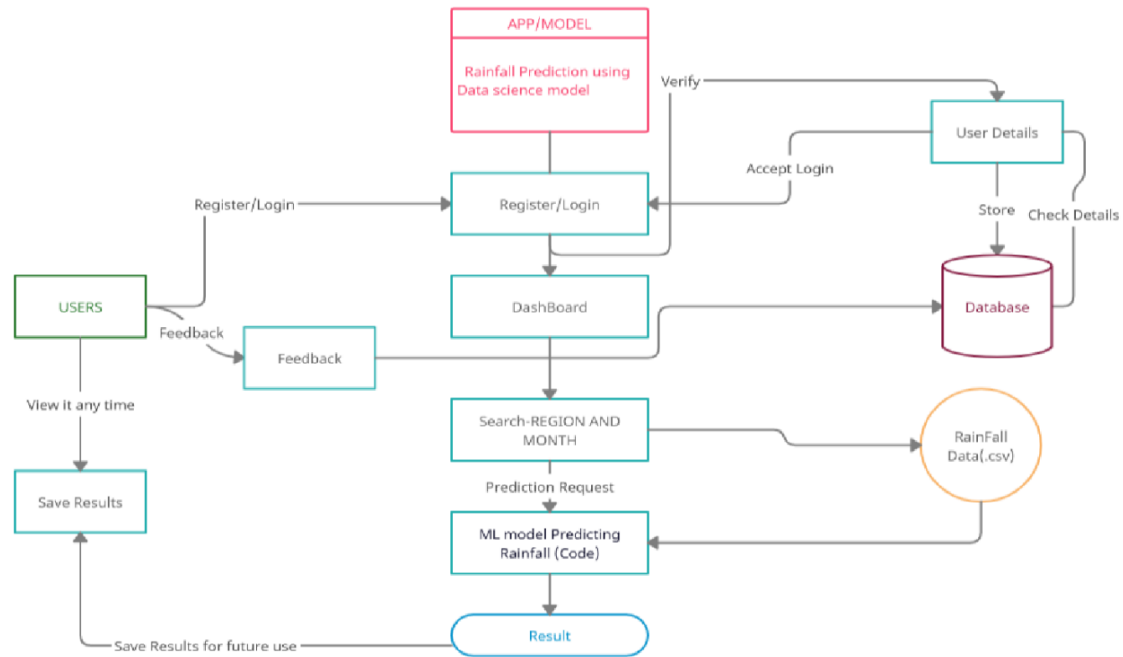 APP/MODEL
Rainfall Prediction using
Data science model
Verify
User Details
Accept Login
Register/Login
Register/Login
Store
Check Details
USERS
DashBoard
Database
Feedback
Feedback
View it any time
Search-REGION AND
MONTH
RainFall
Data(.csv)
Prediction Request
Save Results
ML model Predicting
Rainfall (Code)
Result
Save Results for future use